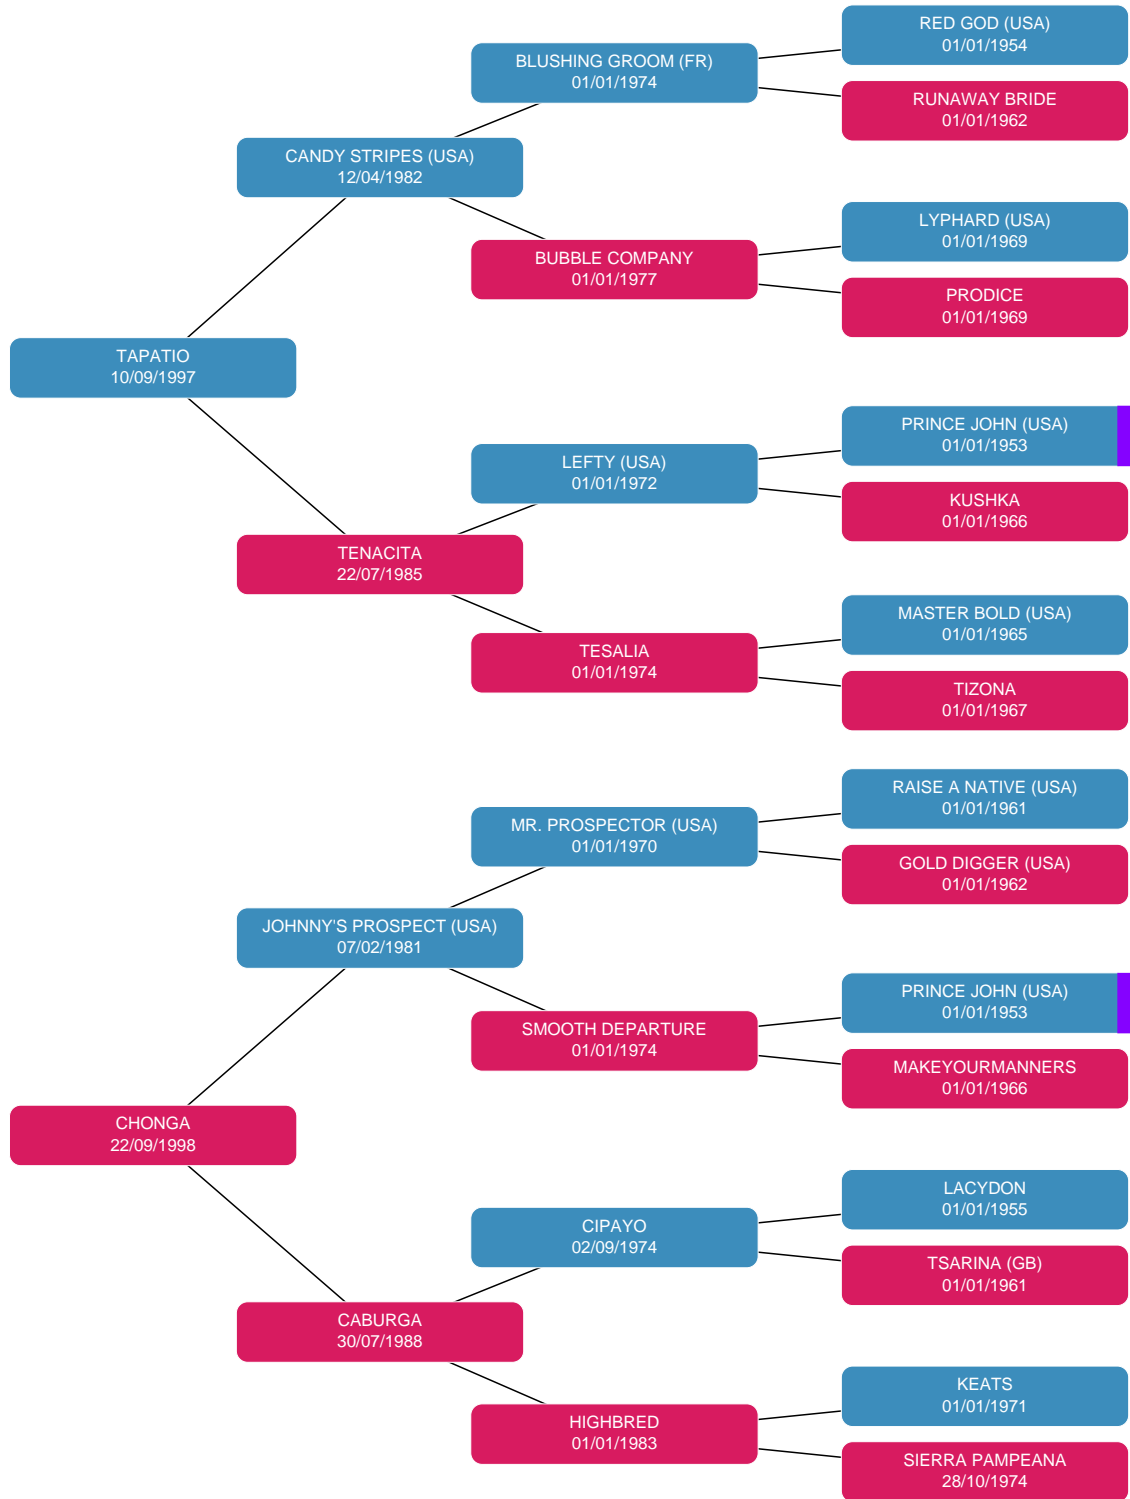 RED GOD (USA)
01/01/1954
BLUSHING GROOM (FR)
01/01/1974
RUNAWAY BRIDE
01/01/1962
CANDY STRIPES (USA)
12/04/1982
LYPHARD (USA)
01/01/1969
BUBBLE COMPANY
01/01/1977
PRODICE
01/01/1969
TAPATIO
10/09/1997
PRINCE JOHN (USA)
01/01/1953
LEFTY (USA)
01/01/1972
KUSHKA
01/01/1966
TENACITA
22/07/1985
MASTER BOLD (USA)
01/01/1965
TESALIA
01/01/1974
TIZONA
01/01/1967
RAISE A NATIVE (USA)
01/01/1961
MR. PROSPECTOR (USA)
01/01/1970
GOLD DIGGER (USA)
01/01/1962
JOHNNY'S PROSPECT (USA)
07/02/1981
PRINCE JOHN (USA)
01/01/1953
SMOOTH DEPARTURE
01/01/1974
MAKEYOURMANNERS
01/01/1966
CHONGA
22/09/1998
LACYDON
01/01/1955
CIPAYO
02/09/1974
TSARINA (GB)
01/01/1961
CABURGA
30/07/1988
KEATS
01/01/1971
HIGHBRED
01/01/1983
SIERRA PAMPEANA
28/10/1974